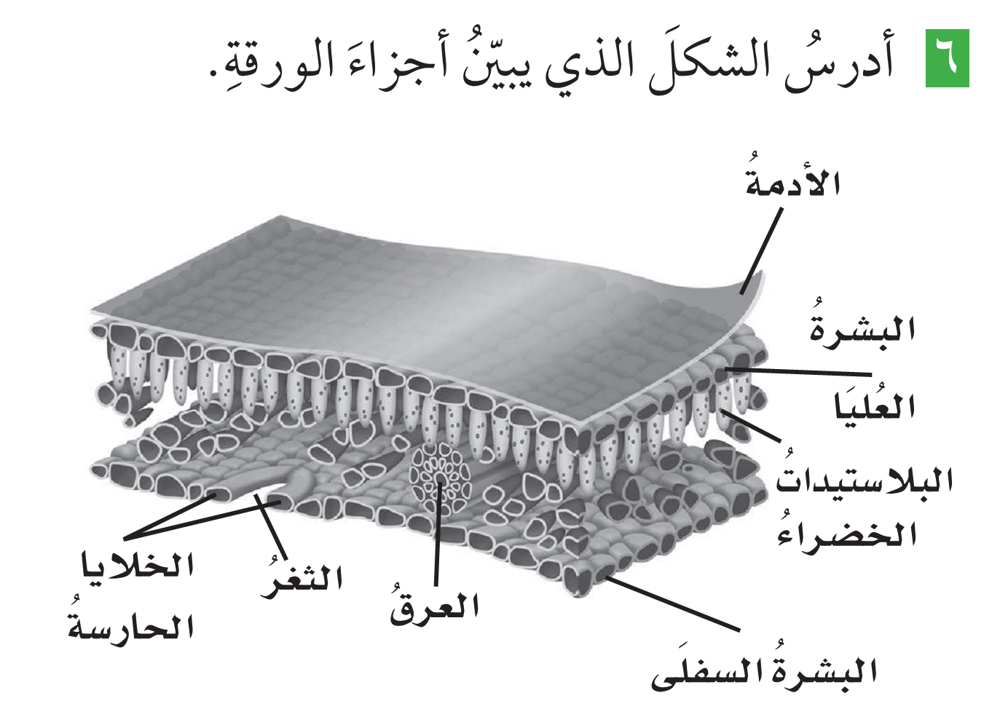 ٦ أدرسُ الشكلَ الذي يبيّنُ أجزاءَ الورقةِ.
الأدمةُ
البشرةُ
العُليَا
البلاستيداتُ
الخضراءُ
الخلايا
الحارسةُ
الثغرُ
العرقُ
البشرةُ السفلَى